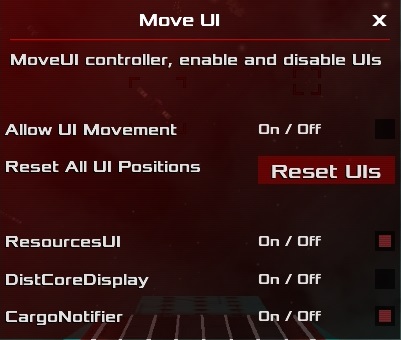 Move UI X
MoveUI controller, enable and disable UIs
Allow UI Movement On / Off
Reset All UI Positions Reset UIs
ResourcesUI On / Off
DistCoreDisplay On / Off
CargoNotifier On / Off